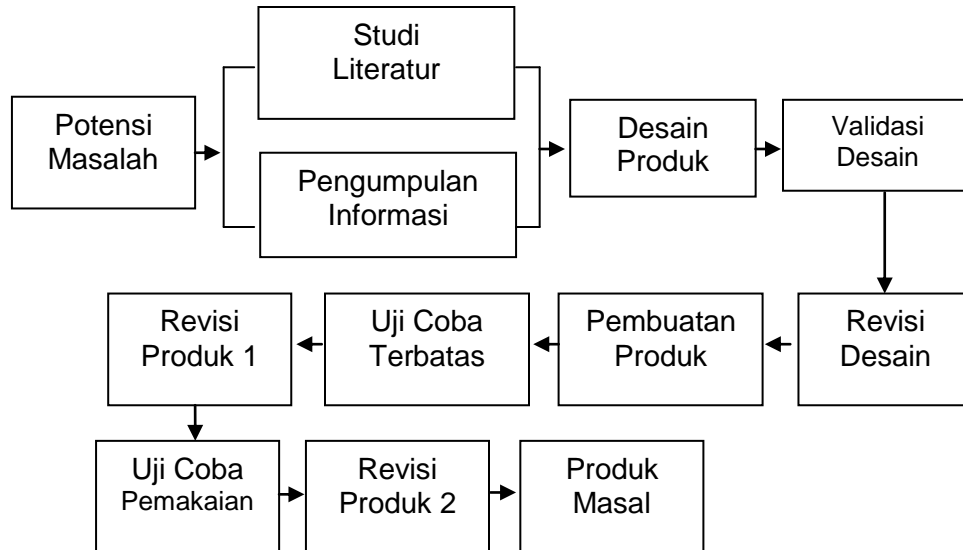 Potensi
Masalah
Studi
Literatur
Pengumpulan
Informasi
Desain
Produk
Validasi
Desain
Revisi
Desain
Pembuatan
Produk
Uji Coba
Terbatas
Revisi
Produk 1
Uji Coba
Pemakaian
Revisi
Produk 2
Produk
Masal